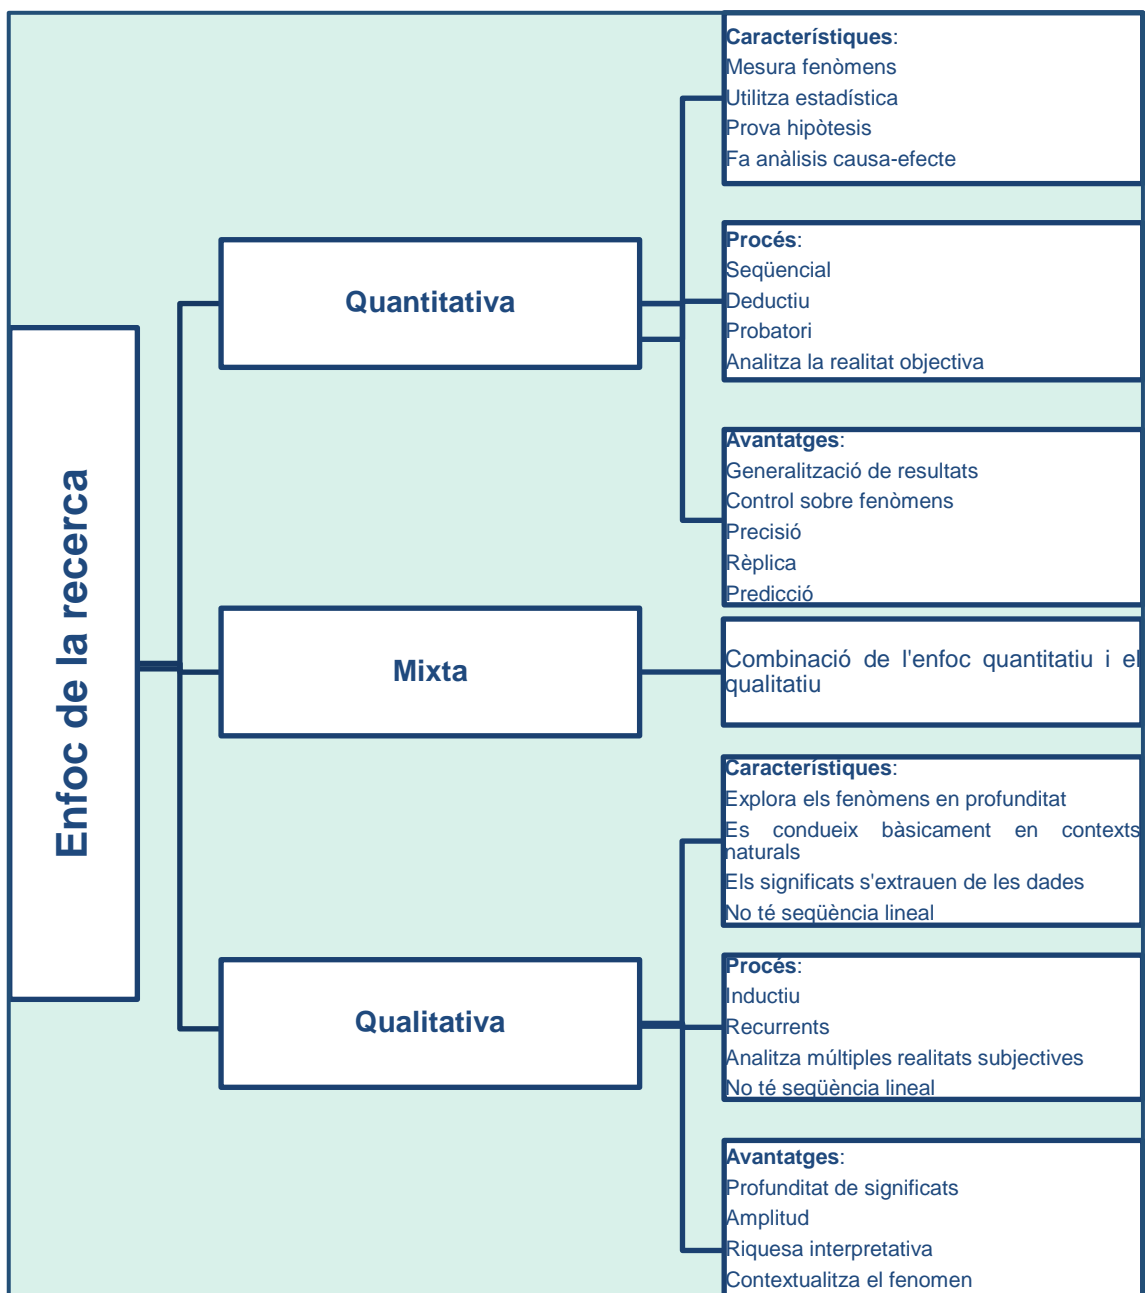 Enfoc de la recerca
Quantitativa
Característiques:
Mesura fenòmens
Utilitza estadística
Prova hipòtesis
Fa anàlisis causa-efecte
Procés:
Seqüencial
Deductiu
Probatori
Analitza la realitat objectiva
Avantatges:
Generalització de resultats
Control sobre fenòmens
Precisió
Rèplica
Predicció
Mixta
Combinació de l'enfoc quantitatiu i el
qualitatiu
Qualitativa
Característiques:
Explora els fenòmens en profunditat
Es condueix bàsicament en contexts
naturals
Els significats s'extrauen de les dades
No té seqüència lineal
Procés:
Inductiu
Recurrents
Analitza múltiples realitats subjectives
No té seqüència lineal
Avantatges:
Profunditat de significats
Amplitud
Riquesa interpretativa
Contextualitza el fenomen